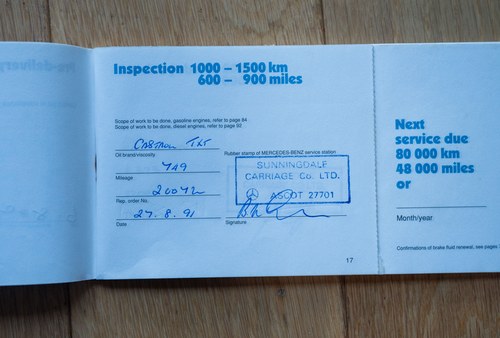 Pre-delivery
Inspection 1000 – 1500 km
600 – 900 miles
Scope of work to be done, gasoline engines, refer to page 84
Scope of work to be done, diesel engines, refer to page 92
Castrol TXT
Oil brand/viscosity
749
Mileage
20072
Rep. order No.
27.8.91
Date
Rubber stamp of MERCEDES-BENZ service station
SUNNINGDALE
CARRIAGE Co. LTD.
ASCOT 27701
Signature
17
Next
service due
80 000 km
48 000 miles
or
Month/year
Confirmations of brake fluid renewal, see pages